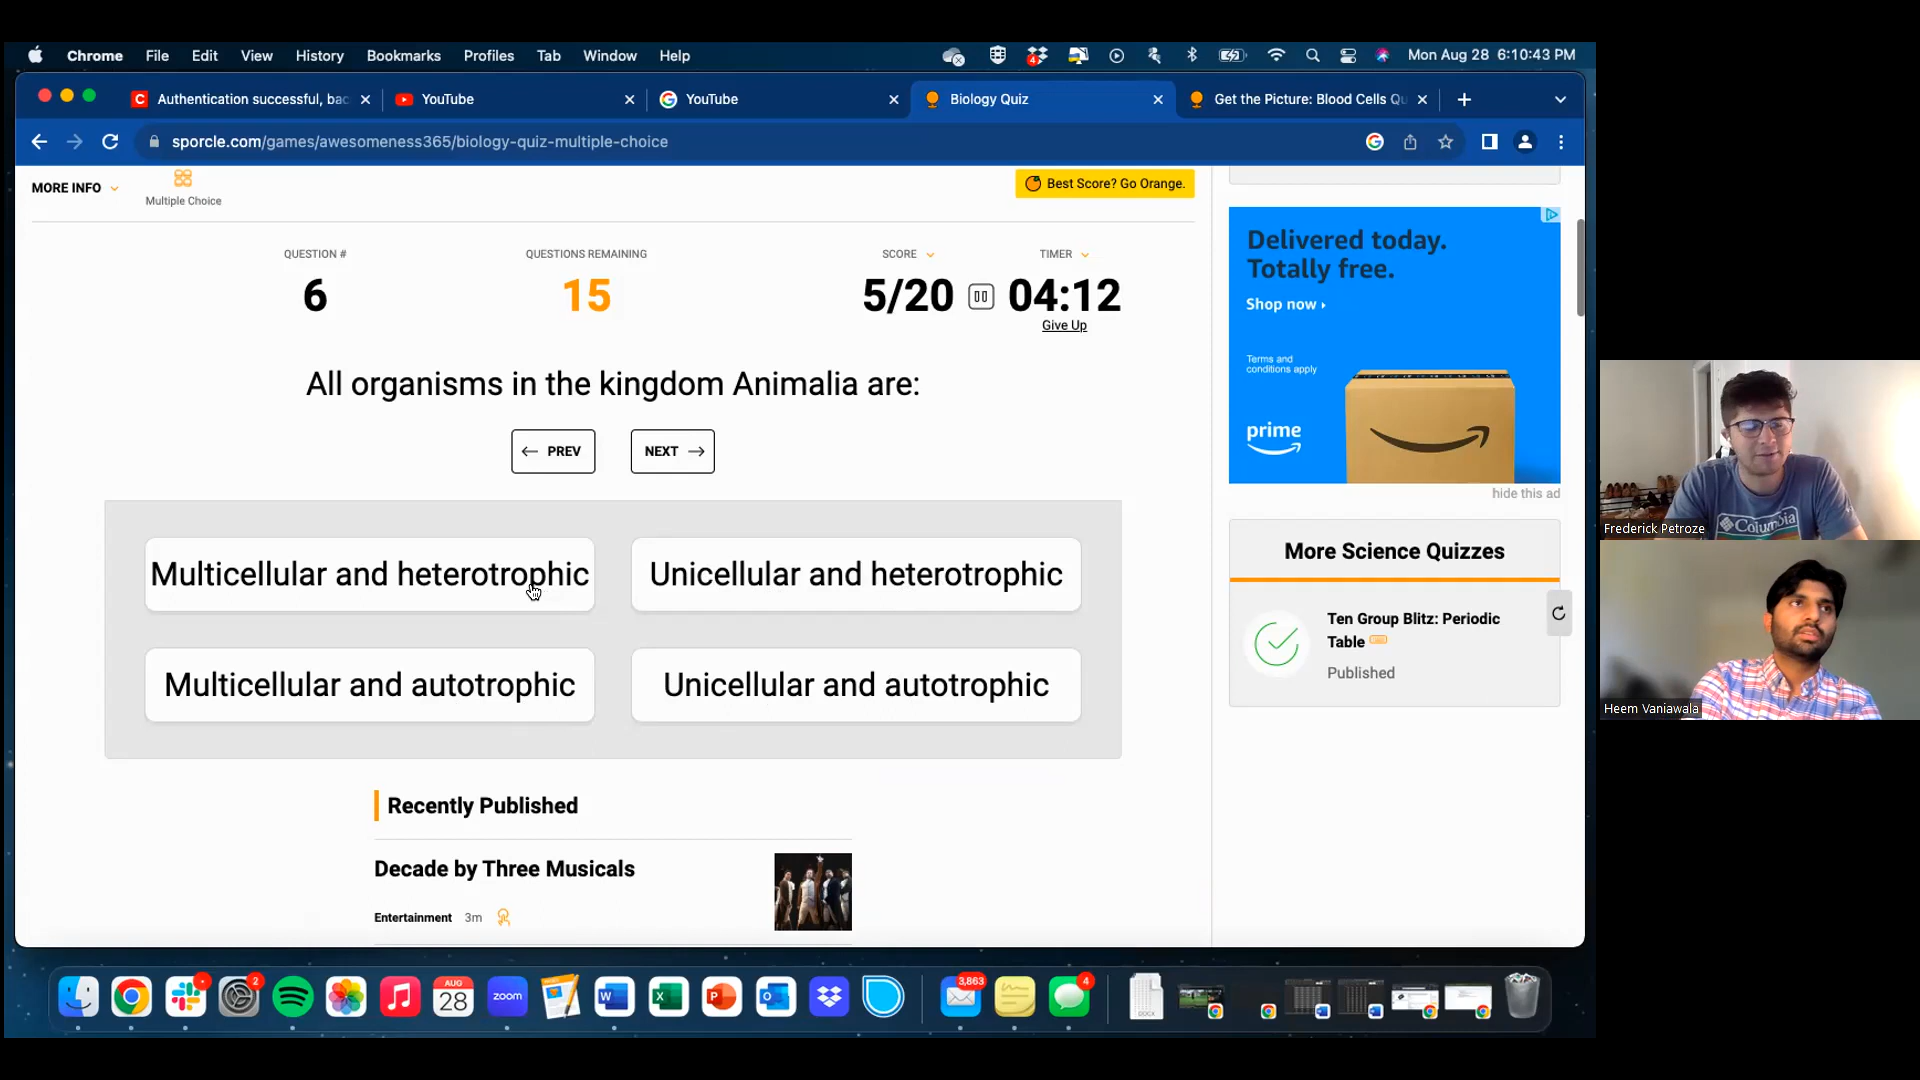 Chrome File Edit View History Bookmarks Profiles Tab Window Help
4
Mon Aug 28 6:10:43 PM
Authentication successful, bac
YouTube
YouTube
Biology Quiz
Get the Picture: Blood Cells Qu
sporcle.com/games/awesomeness365/biology-quiz-multiple-choice
MORE INFO
Multiple Choice
Best Score? Go Orange.
QUESTION #
QUESTIONS REMAINING
SCORE
TIMER
6
15
5/20
04:12
Give Up
All organisms in the kingdom Animalia are:
PREV
NEXT
Multicellular and heterotrophic
Unicellular and heterotrophic
Multicellular and autotrophic
Unicellular and autotrophic
Recently Published
Decade by Three Musicals
Entertainment 3m
Delivered today.
Totally free.
Shop now
Terms and
conditions apply
prime
hide this ad
More Science Quizzes
Ten Group Blitz: Periodic
Table
Published
Columbia
Frederick Petroze
Heem Vaniawala
2
AUG
28
zoom
W
X
P
O
3,863
4
DOCX